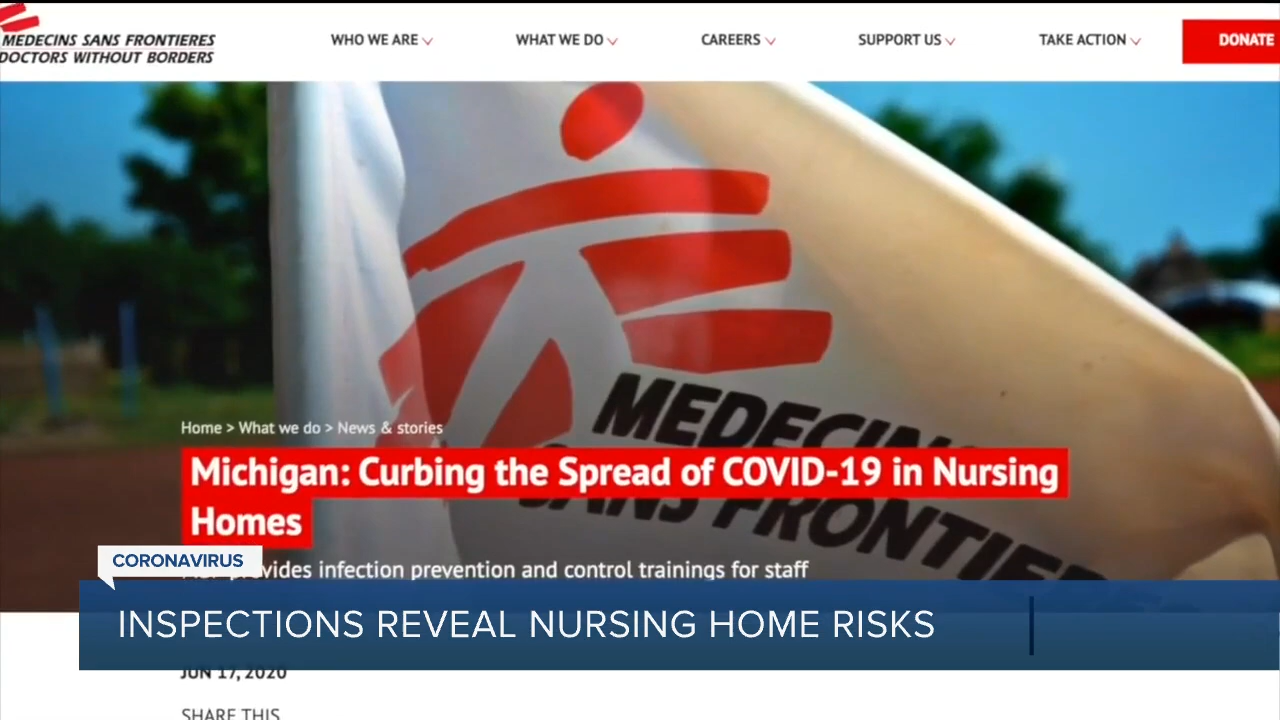 MEDECINS SANS FRONTIERES
DOCTORS WITHOUT BORDERS
WHO WE ARE
WHAT WE DO
CAREERS
SUPPORT US
TAKE ACTION
DONATE
MEDECINS
SANS FRONTIER
Home > What we do > News & stories
Michigan: Curbing the Spread of COVID-19 in Nursing
Homes
provides infection prevention and control trainings for staff
CORONAVIRUS
INSPECTIONS REVEAL NURSING HOME RISKS
JUN 17, 2020
SHARE THIS